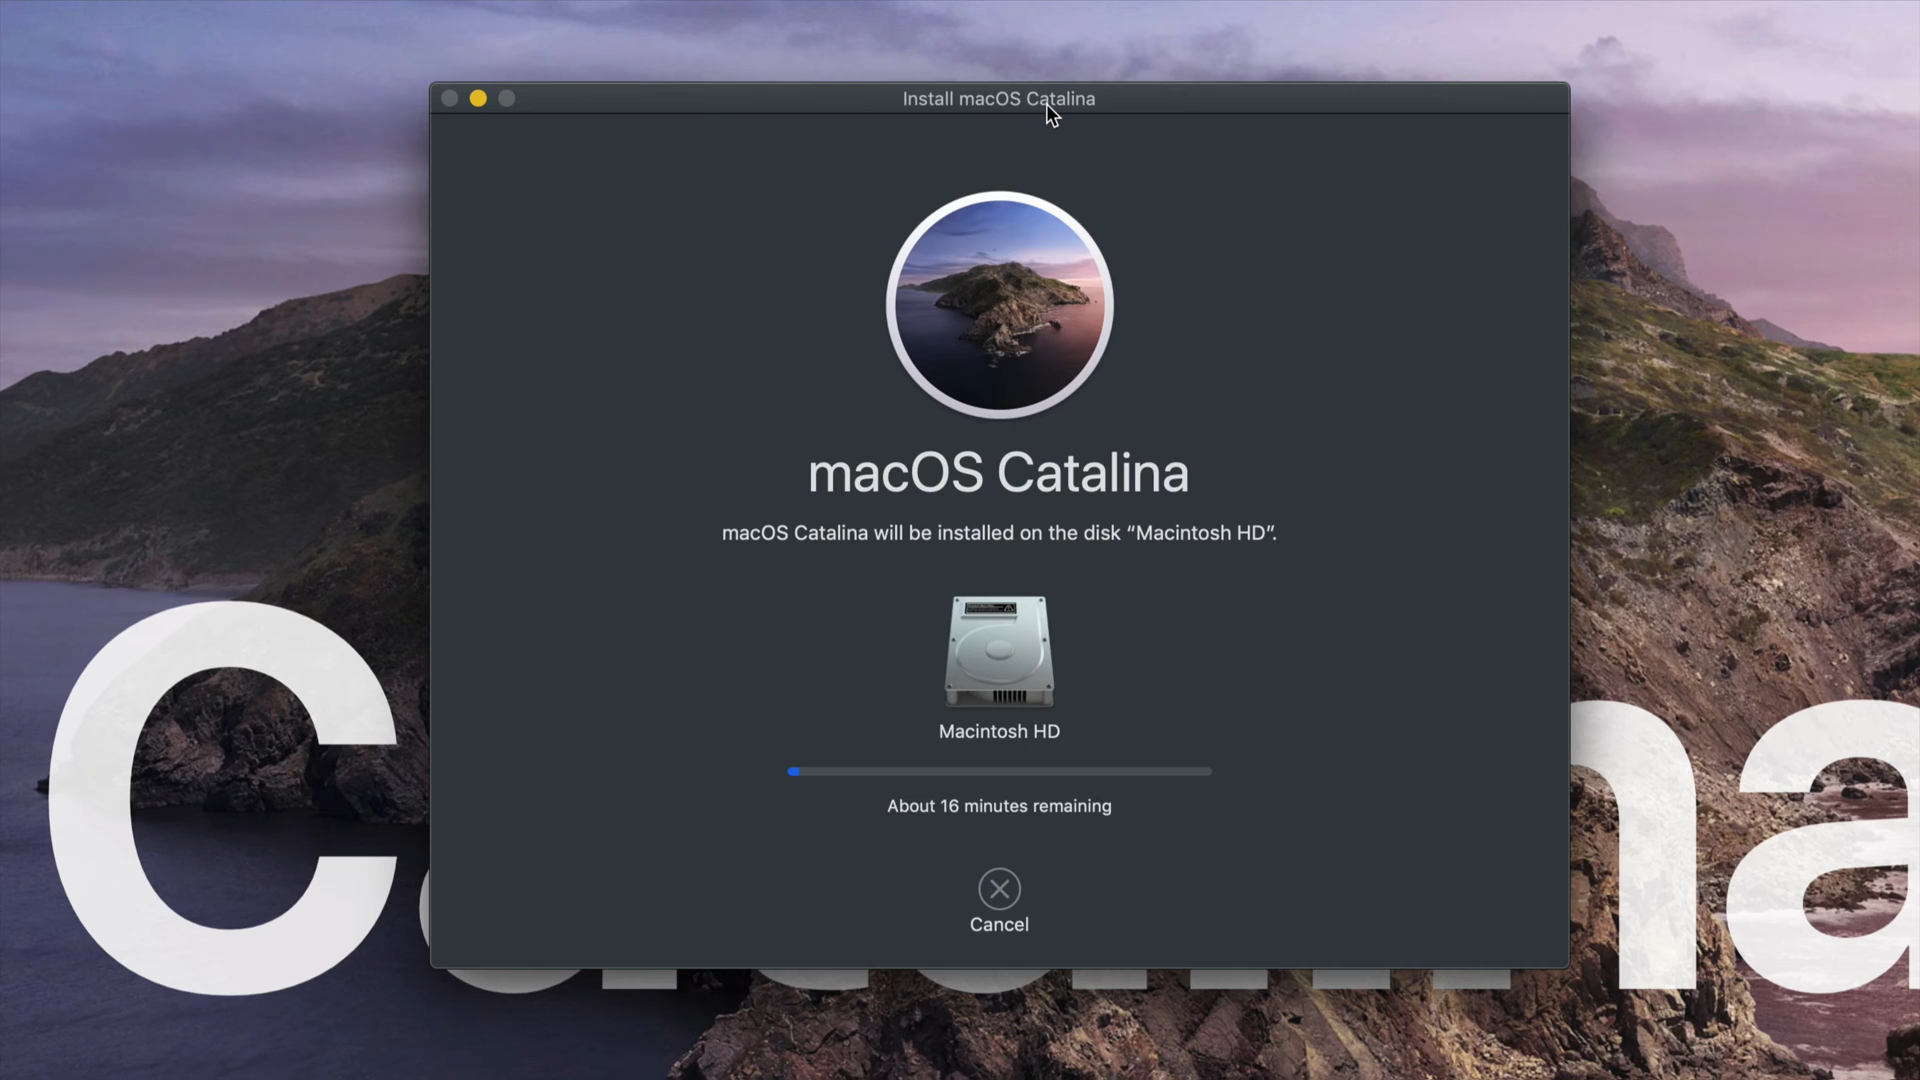 Install macOS Catalina
macOS Catalina
macOS Catalina will be installed on the disk “Macintosh HD”.
Macintosh HD
About 16 minutes remaining
Cancel
Catalina